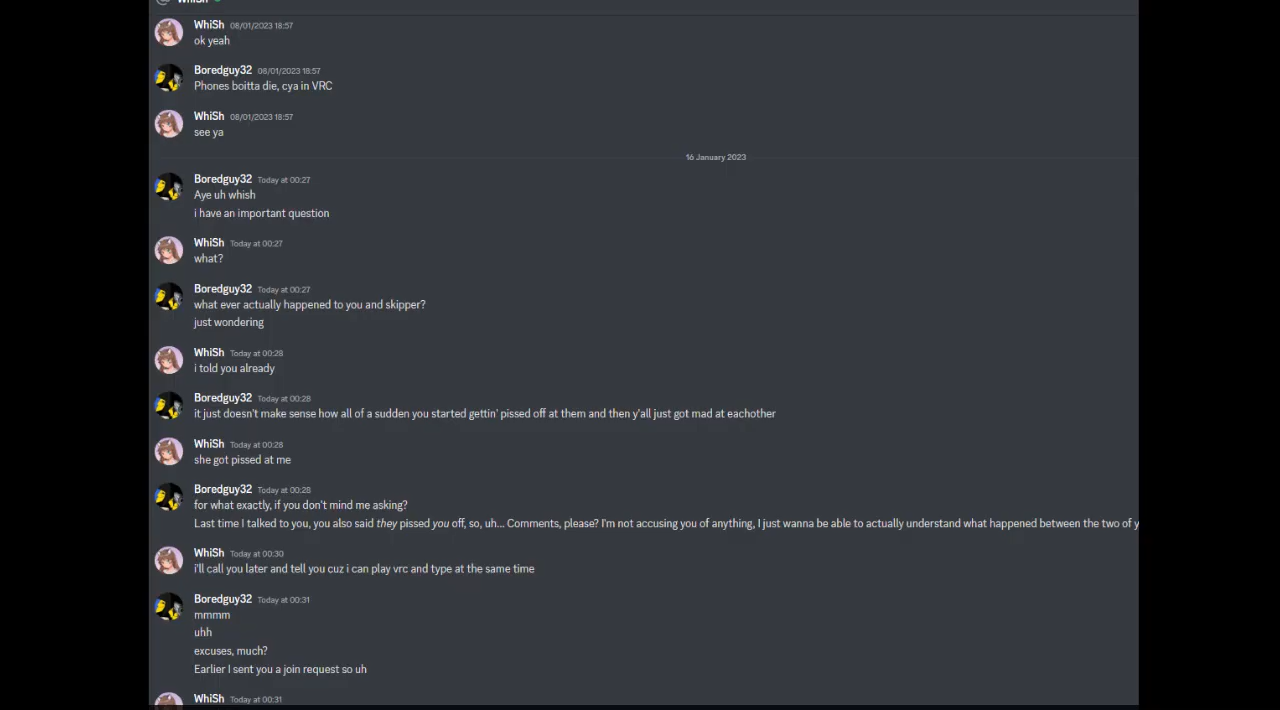 WhiSh
WhiSh 08/01/2023 18:57
ok yeah
Boredguy32 08/01/2023 18:57
Phones boitta die, cya in VRC
WhiSh 08/01/2023 18:57
see ya
16 January 2023
Boredguy32 Today at 00:27
Aye uh whish
i have an important question
WhiSh Today at 00:27
what?
Boredguy32 Today at 00:27
what ever actually happened to you and skipper?
just wondering
WhiSh Today at 00:28
i told you already
Boredguy32 Today at 00:28
it just doesn't make sense how all of a sudden you started gettin' pissed off at them and then y'all just got mad at eachother
WhiSh Today at 00:28
she got pissed at me
Boredguy32 Today at 00:28
for what exactly, if you don't mind me asking?
Last time I talked to you, you also said they pissed you off, so, uh... Comments, please? I'm not accusing you of anything, I just wanna be able to actually understand what happened between the two of y
WhiSh Today at 00:30
i'll call you later and tell you cuz i can play vrc and type at the same time
Boredguy32 Today at 00:31
mmmm
uhh
excuses, much?
Earlier I sent you a join request so uh
WhiSh Today at 00:31